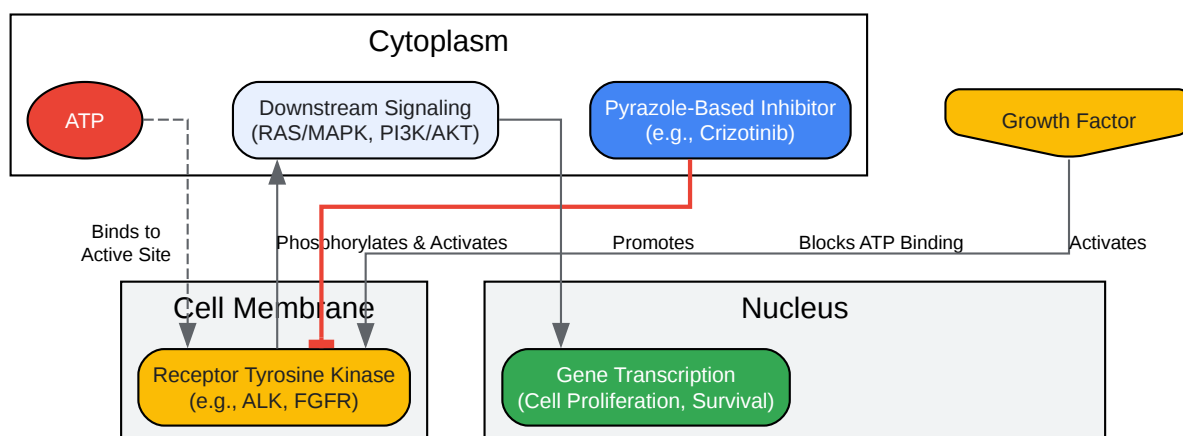 Cytoplasm
ATP
Downstream Signaling
(RAS/MAPK, PI3K/AKT)
Pyrazole-Based Inhibitor
(e.g., Crizotinib)
Growth Factor
Binds to
Active Site
Phosphorylates & Activates
Promotes
Blocks ATP Binding
Activates
Cell Membrane
Nucleus
Receptor Tyrosine Kinase
(e.g., ALK, FGFR)
Gene Transcription
(Cell Proliferation, Survival)